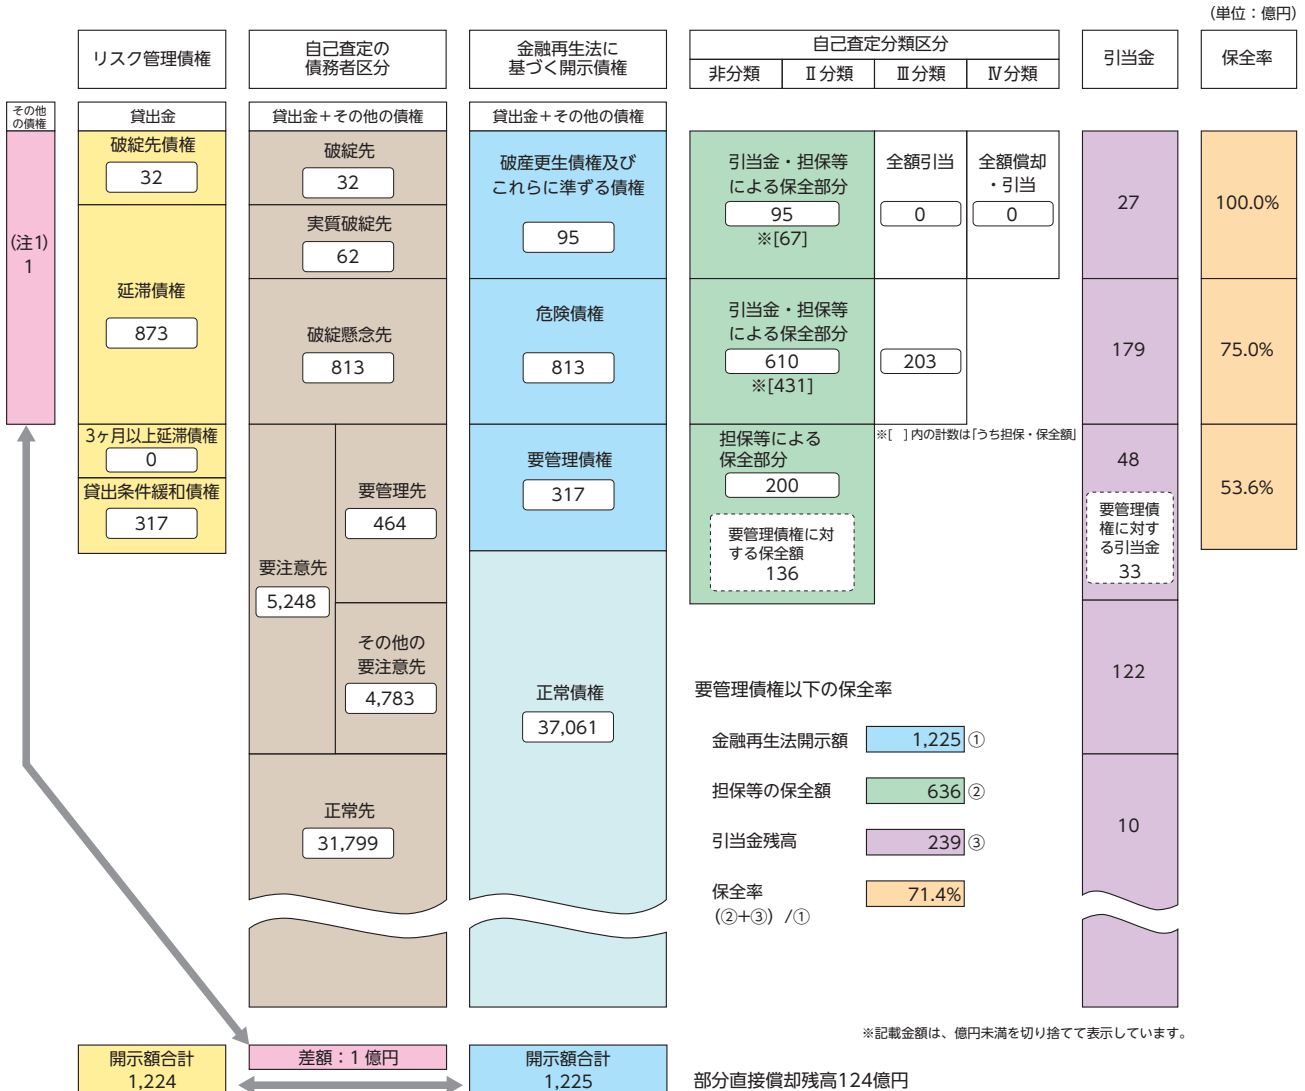 (単位：億円)
リスク管理債権
自己査定の
債務者区分
金融再生法に
基づく開示債権
自己査定分類区分
非分類
Ⅱ分類
Ⅲ分類
Ⅳ分類
引当金
保全率
その他
の債権
貸出金
貸出金＋その他の債権
貸出金＋その他の債権
(注1)
1
破綻先債権
32
延滞債権
873
3ヶ月以上延滞債権
0
貸出条件緩和債権
317
破綻先
32
実質破綻先
62
破綻懸念先
813
要注意先
5,248
要管理先
464
その他の
要注意先
4,783
正常先
31,799
破産更生債権及び
これらに準ずる債権
95
危険債権
813
要管理債権
317
正常債権
37,061
引当金・担保等
による保全部分
95
※[67]
全額引当
0
全額償却
・引当
0
引当金・担保等
による保全部分
610
※[431]
203
※[　]内の計数は「うち担保・保全額」
担保等による
保全部分
200
要管理債権に対
する保全額
136
27
179
48
要管理債
権に対す
る引当金
33
122
10
100.0%
75.0%
53.6%
要管理債権以下の保全率
金融再生法開示額
1,225 ①
担保等の保全額
636 ②
引当金残高
239 ③
保全率
(②+③) /①
71.4%
※記載金額は、億円未満を切り捨てて表示しています。
開示額合計
1,224
差額：1 億円
開示額合計
1,225
部分直接償却残高124億円